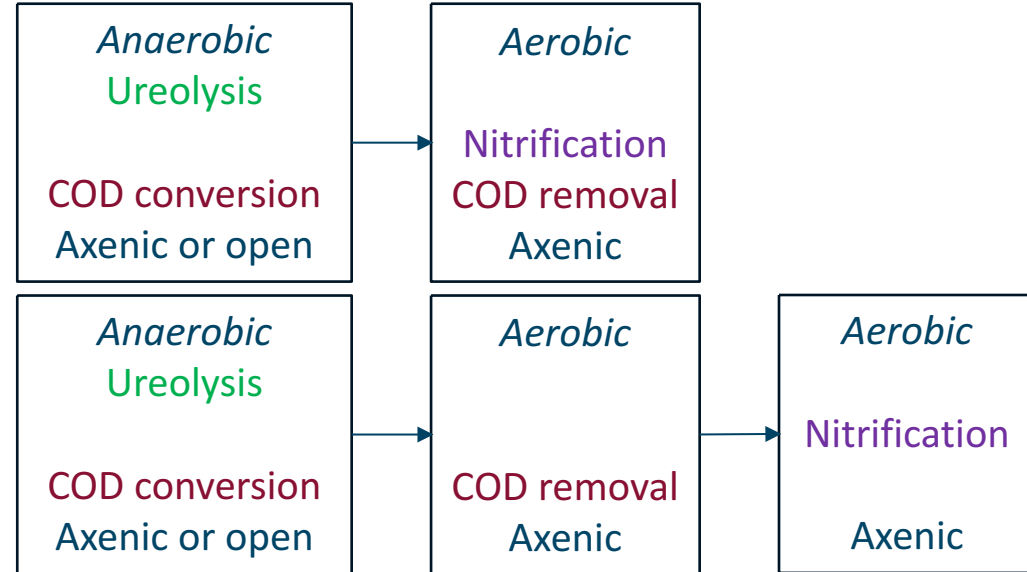 Anaerobic
Ureolysis
COD conversion
Axenic or open
Aerobic
Nitrification
COD removal
Axenic
Anaerobic
Ureolysis
COD conversion
Axenic or open
Aerobic
COD removal
Axenic
Aerobic
Nitrification
Axenic